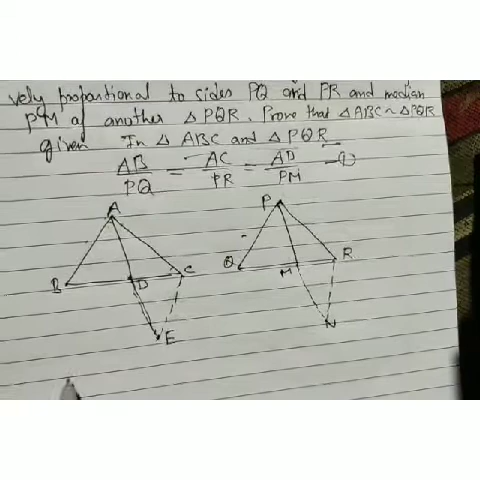 vely proportional to sides PQ and PR and median
PM of another △ PQR. Prove that △ABC ~ △PQR
given In △ ABC and △ PQR
AB/PQ = AC/PR = AD/PM —①
A
P
B
D
C
Q
M
R
E
N